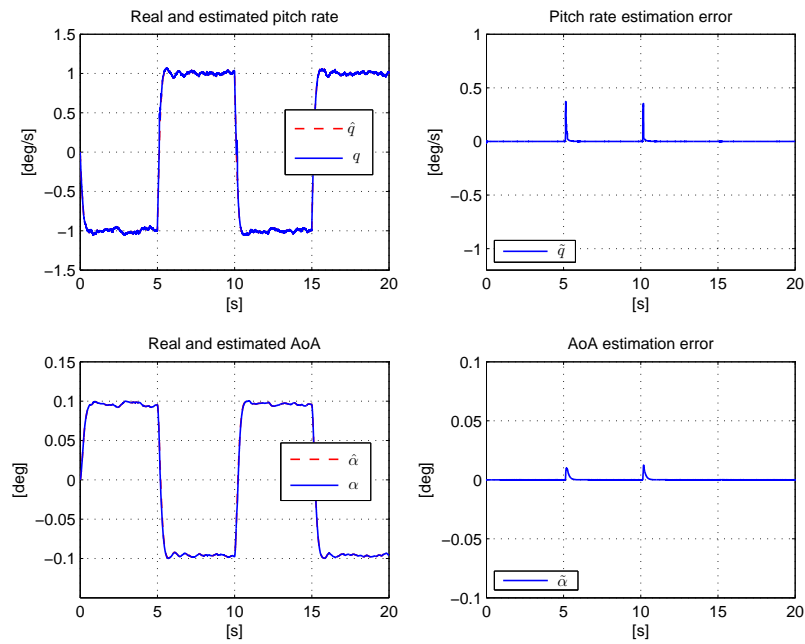 Real and estimated pitch rate
1.5
1
0.5
0
−0.5
−1
−1.5
[deg/s]
0 5 10 15 20
[s]
q̂
q
Pitch rate estimation error
1
0.5
0
−0.5
−1
[deg/s]
0 5 10 15 20
[s]
q̃
Real and estimated AoA
0.15
0.1
0.05
0
−0.05
−0.1
[deg]
0 5 10 15 20
[s]
α̂
α
AoA estimation error
0.1
0.05
0
−0.05
−0.1
[deg]
0 5 10 15 20
[s]
α̃